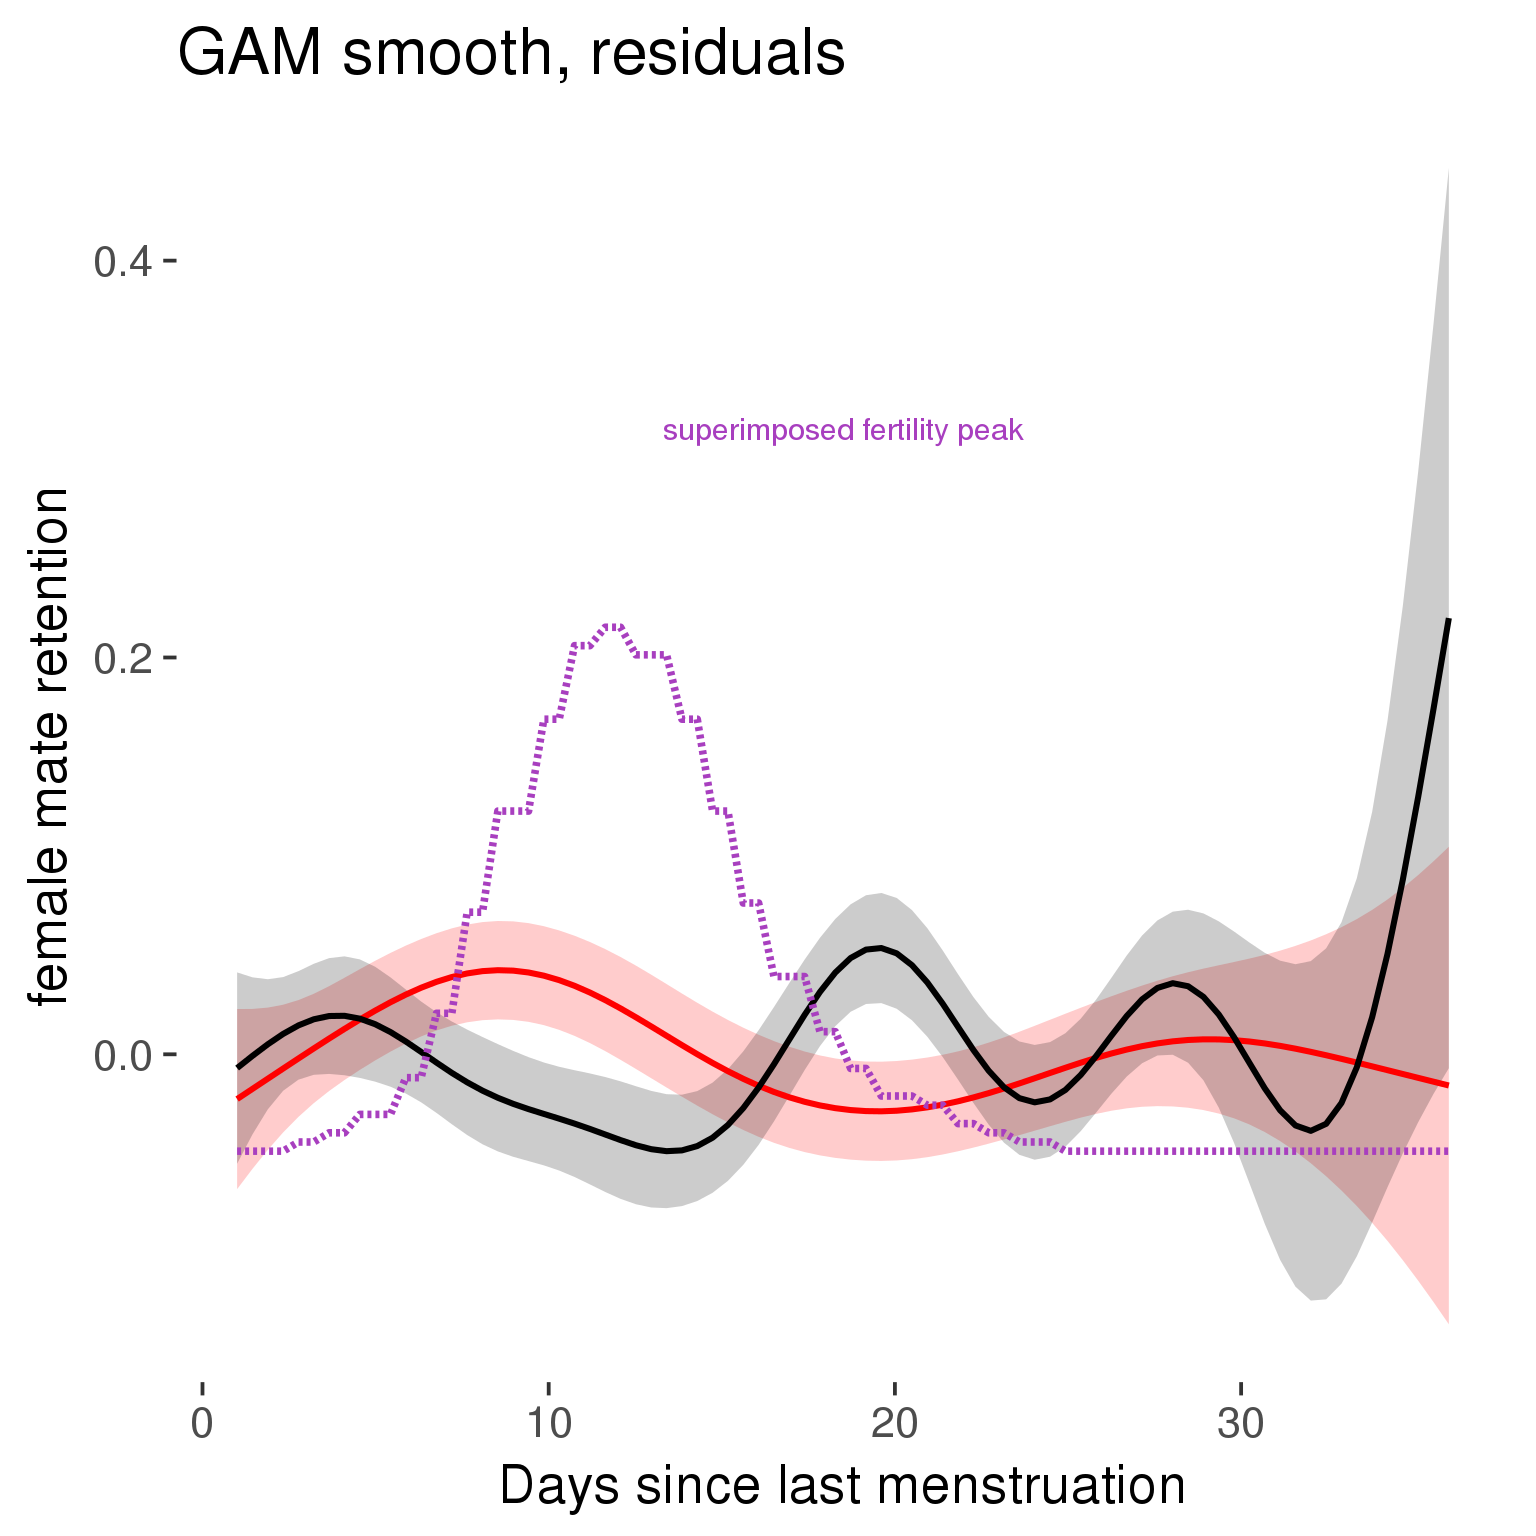 GAM smooth, residuals
0.4
superimposed fertility peak
0.2
female mate retention
0.0
0 10 20 30
Days since last menstruation